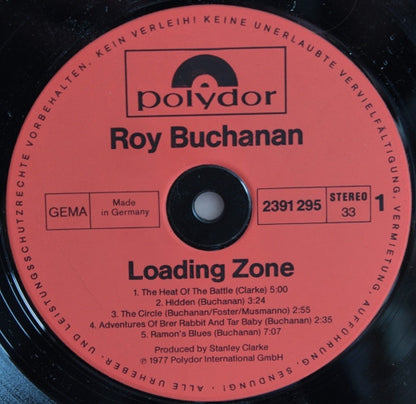 KEIN VERLEIH! KEINE UNERLAUBTE VERVIELFÄLTIGUNG, VERMIETUNG, AUFFÜHRUNG, SENDUNG! · ALLE URHEBER- UND LEISTUNGSSCHUTZRECHTE VORBEHALTEN.
polydor
Roy Buchanan
GEMA Made in Germany
2391 295 STEREO 33 1
Loading Zone
1. The Heat Of The Battle (Clarke) 5:00
2. Hidden (Buchanan) 3:24
3. The Circle (Buchanan/Foster/Musmanno) 2:55
4. Adventures Of Brer Rabbit And Tar Baby (Buchanan) 2:35
5. Ramon's Blues (Buchanan) 7:07
Produced by Stanley Clarke
℗ 1977 Polydor International GmbH